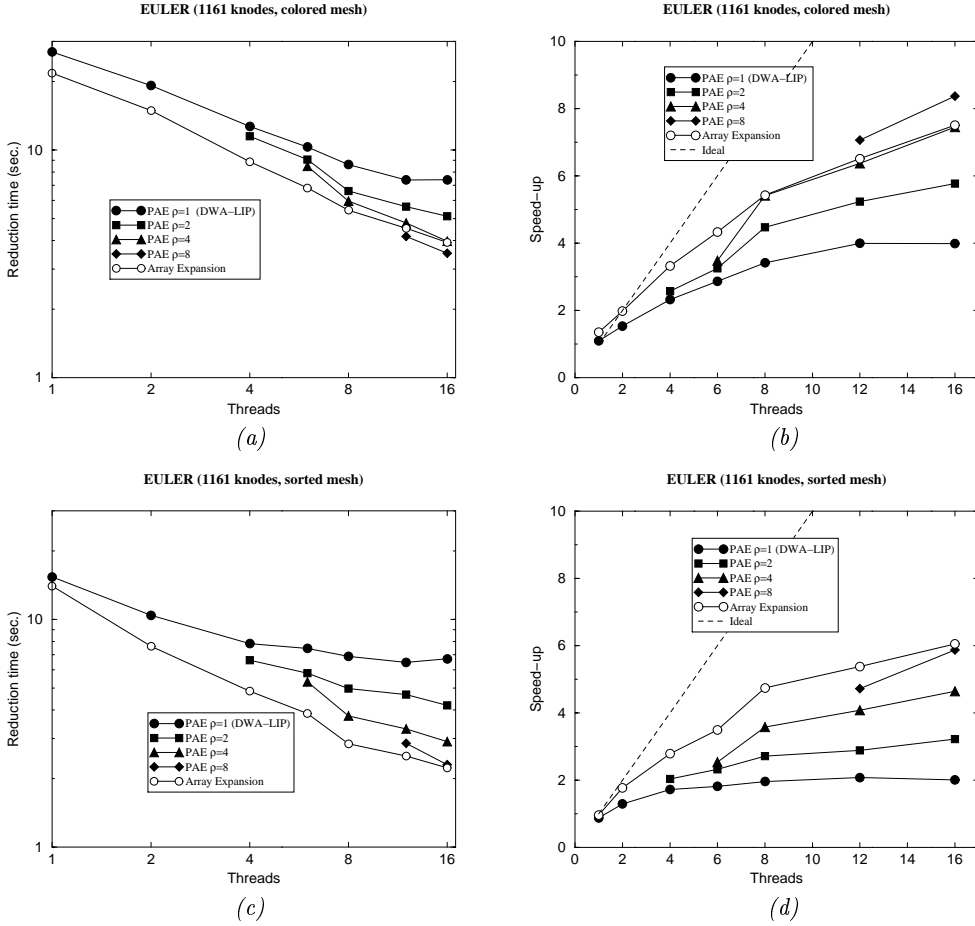 EULER (1161 knodes, colored mesh)
Reduction time (sec.)
10
1
PAE ρ=1 (DWA−LIP)
PAE ρ=2
PAE ρ=4
PAE ρ=8
Array Expansion
1 2 4 8 16
Threads
(a)
EULER (1161 knodes, colored mesh)
Speed−up
10
8
6
4
2
0
PAE ρ=1 (DWA−LIP)
PAE ρ=2
PAE ρ=4
PAE ρ=8
Array Expansion
Ideal
0 2 4 6 8 10 12 14 16
Threads
(b)
EULER (1161 knodes, sorted mesh)
Reduction time (sec.)
10
1
PAE ρ=1 (DWA−LIP)
PAE ρ=2
PAE ρ=4
PAE ρ=8
Array Expansion
1 2 4 8 16
Threads
(c)
EULER (1161 knodes, sorted mesh)
Speed−up
10
8
6
4
2
0
PAE ρ=1 (DWA−LIP)
PAE ρ=2
PAE ρ=4
PAE ρ=8
Array Expansion
Ideal
0 2 4 6 8 10 12 14 16
Threads
(d)